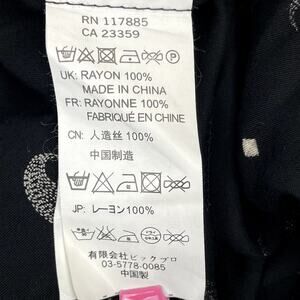 RN 117885
CA 23359
UK: RAYON 100%
MADE IN CHINA
FR: RAYONNE 100%
FABRIQUÉ EN CHINE
CN: 人造丝 100%
中国制造
JP: レーヨン100%
有限会社ビックプロ
03-5778-0085
中国製